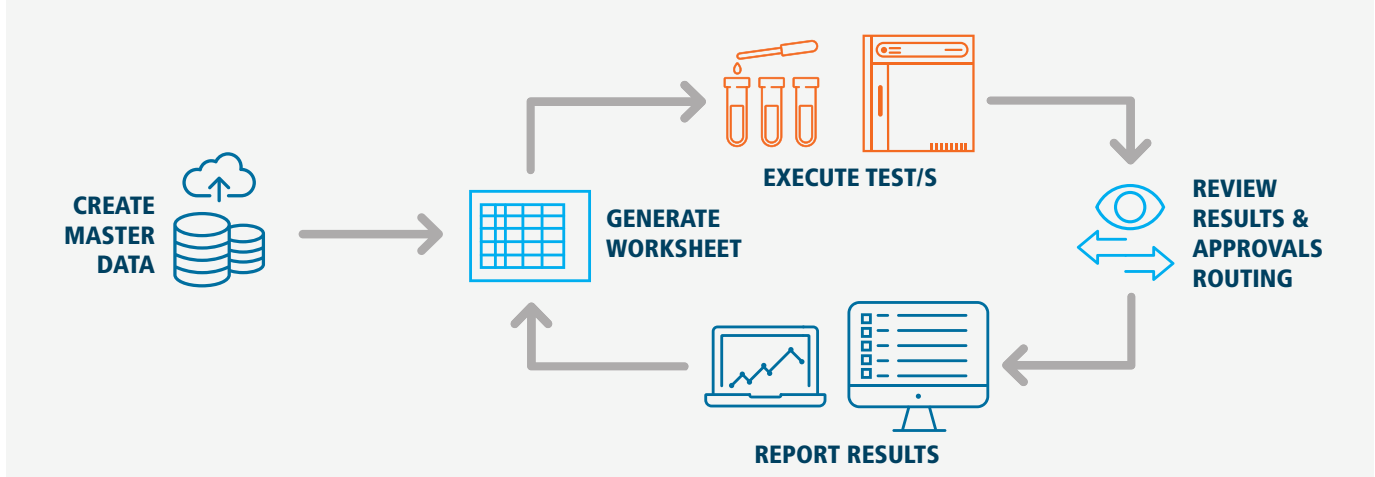 CREATE
MASTER
DATA
GENERATE
WORKSHEET
EXECUTE TEST/S
REVIEW
RESULTS &
APPROVALS
ROUTING
REPORT RESULTS